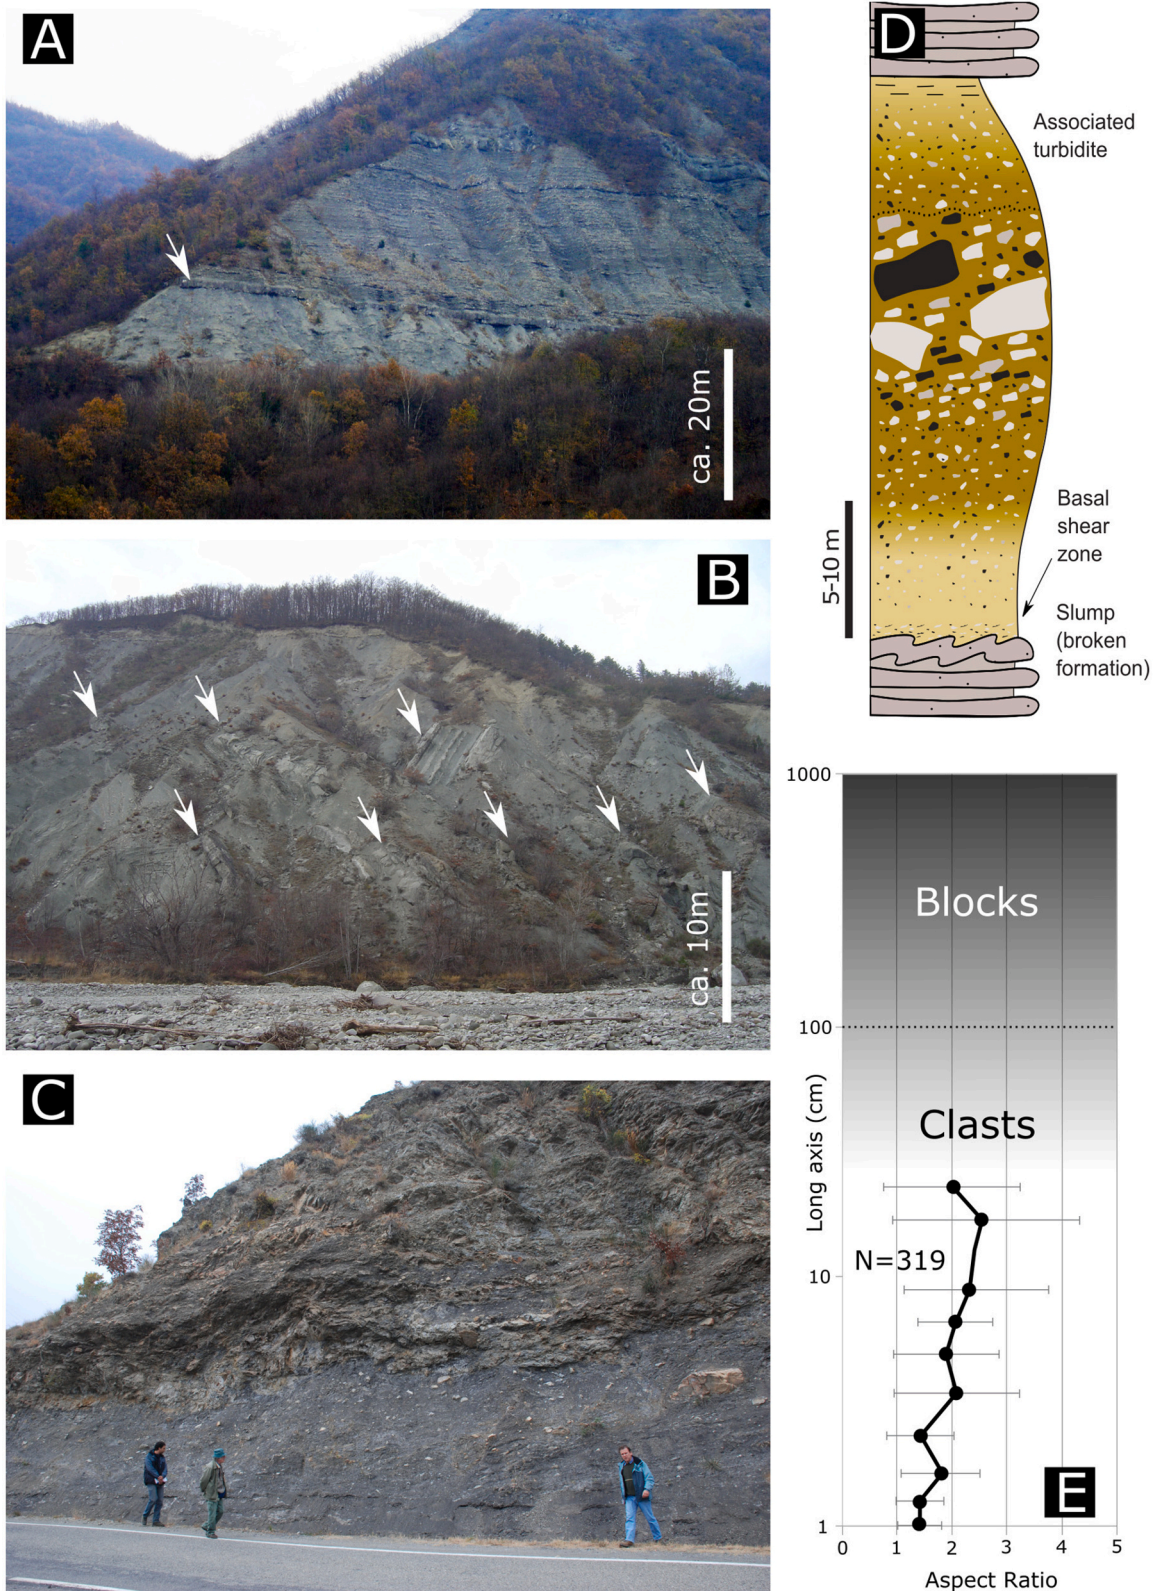 A
ca. 20m
B
ca. 10m
C
D
Associated
turbidite
Basal
shear
zone
Slump
(broken
formation)
5-10 m
1000
Blocks
100
Clasts
Long axis (cm)
N=319
10
E
1
0 1 2 3 4 5
Aspect Ratio